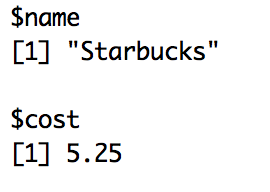 $name
[1] "Starbucks"
$cost
[1] 5.25